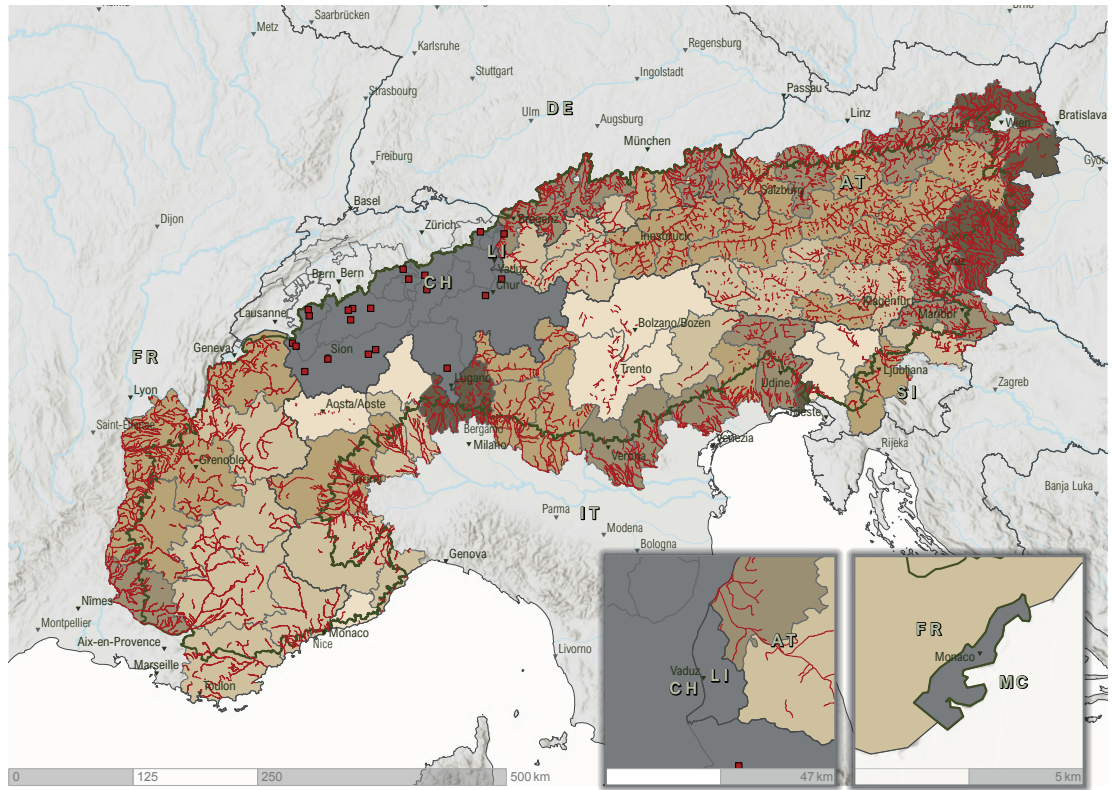 Saarbrücken
Metz
Karlsruhe
Regensburg
Stuttgart
Ingolstadt
Strasbourg
Passau
DE
Ulm
Augsburg
Linz
Wien
Bratislava
München
Freiburg
Győr
AT
Salzburg
Basel
Dijon
Bregenz
Zürich
Innsbruck
LI
Graz
Bern
Bern
Vaduz
CH
Chur
Klagenfurt
Lausanne
Maribor
Bolzano/Bozen
Geneva
Sion
FR
Trento
Ljubljana
Lugano
Udine
Zagreb
Lyon
SI
Aosta/Aoste
Trieste
Saint-Étienne
Bergamo
Milano
Venezia
Rijeka
Verona
Grenoble
Torino
Banja Luka
Parma
IT
Modena
Bologna
Genova
Nîmes
Montpellier
Monaco
Nice
Aix-en-Provence
Livorno
Marseille
Toulon
FR
AT
Monaco
Vaduz
LI
CH
MC
0
125
250
500 km
47 km
5 km